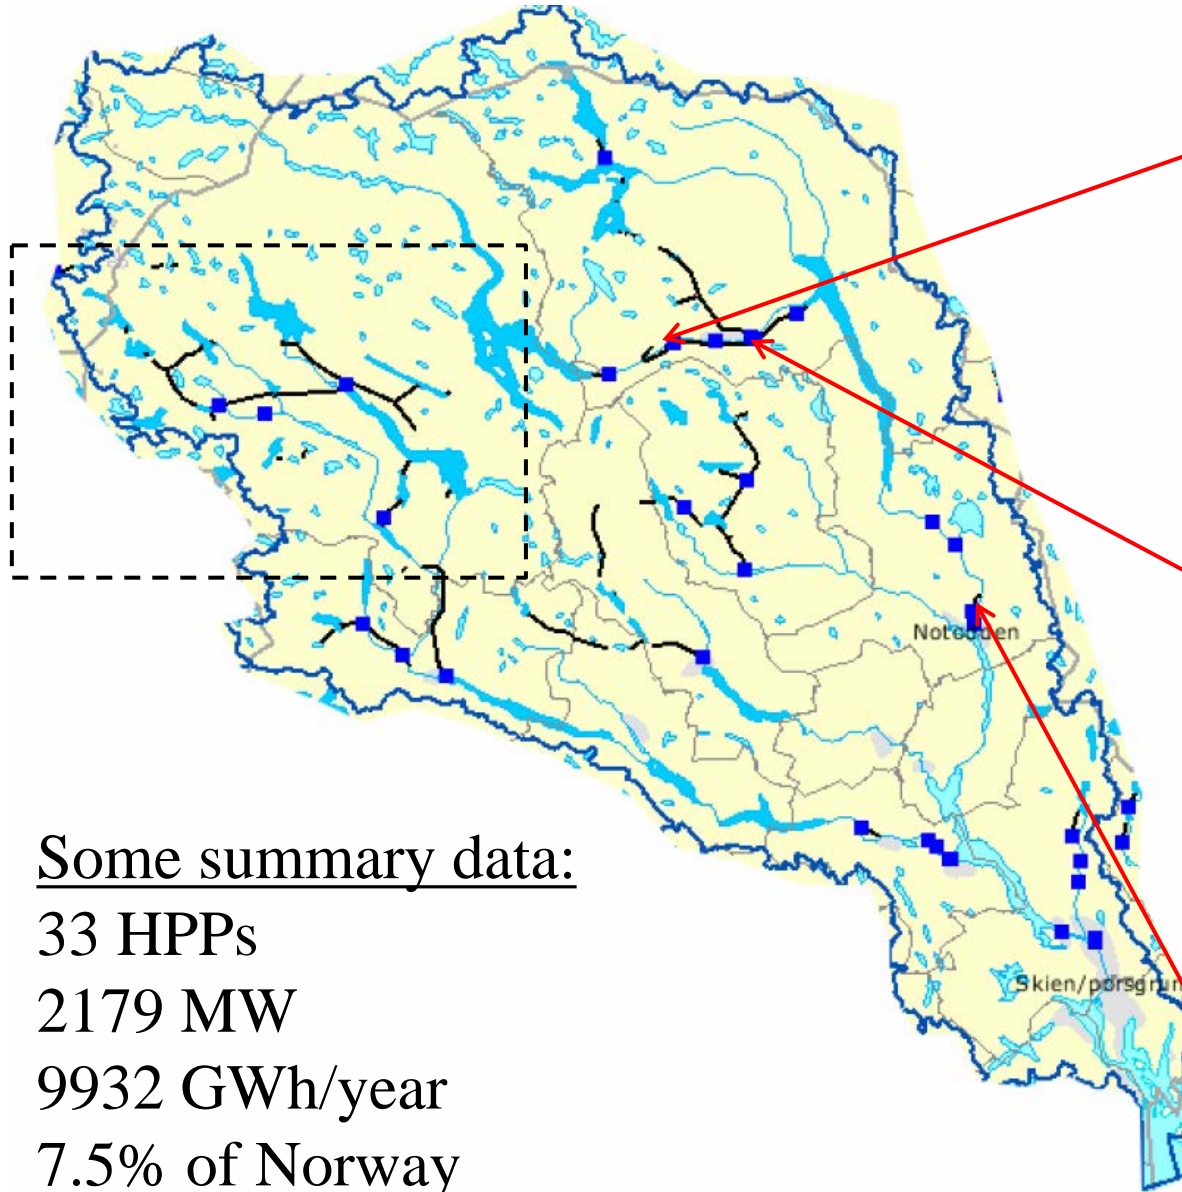 Notodden
Skien/porsgrun
Some summary data:
33 HPPs
2179 MW
9932 GWh/year
7.5% of Norway